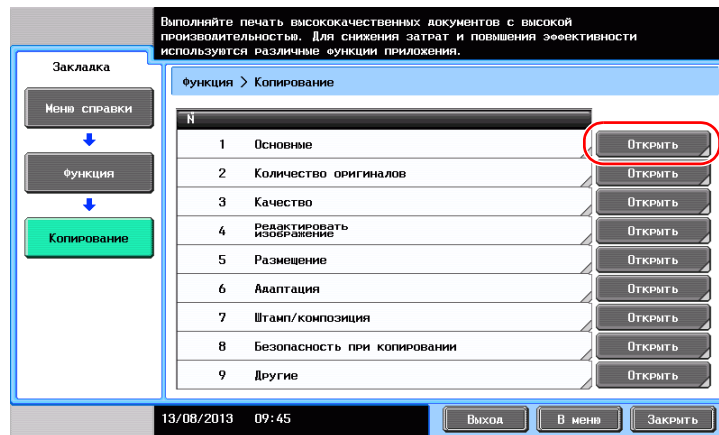 Выполняйте печать высококачественных документов с высокой
производительностью. Для снижения затрат и повышения эффективности
используются различные функции приложения.
Закладка
Меню справки
Функция
Копирование
Функция > Копирование
Ñ
1 Основные Открыть
2 Количество оригиналов Открыть
3 Качество Открыть
4 Редактировать
изображение Открыть
5 Размещение Открыть
6 Адаптация Открыть
7 Штамп/композиция Открыть
8 Безопасность при копировании Открыть
9 Другие Открыть
13/08/2013 09:45 Выход В меню Закрыть